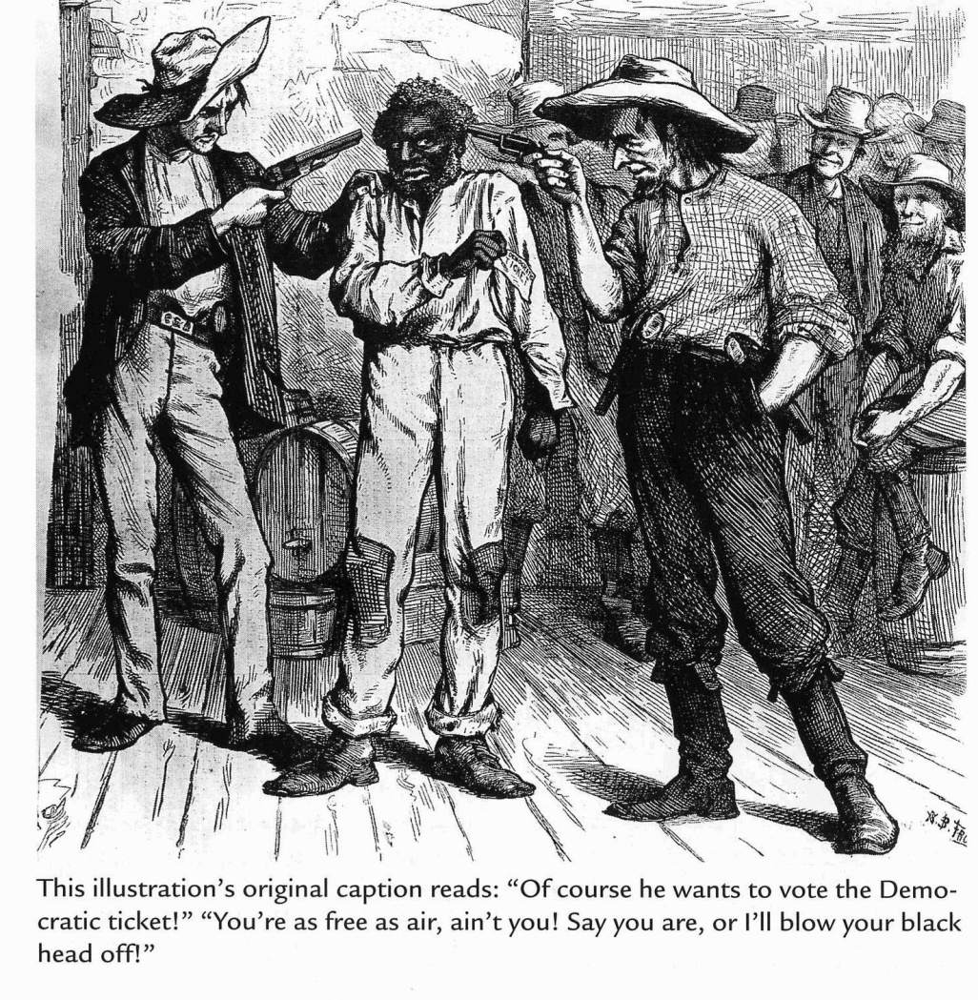 This illustration's original caption reads: “Of course he wants to vote the Demo-
cratic ticket!” “You're as free as air, ain't you! Say you are, or I'll blow your black
head off!”